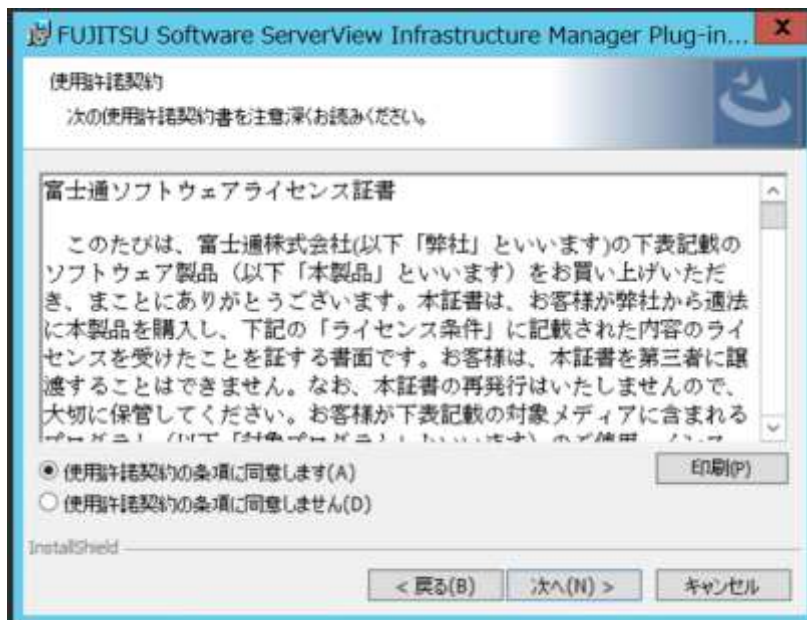 FUJITSU Software ServerView Infrastructure Manager Plug-in...
使用許諾契約
次の使用許諾契約書を注意深くお読みください。
富士通ソフトウェアライセンス証書
このたびは、富士通株式会社(以下「弊社」といいます)の下表記載の
ソフトウェア製品（以下「本製品」といいます）をお買い上げいただ
き、まことにありがとうございます。本証書は、お客様が弊社から適法
に本製品を購入し、下記の「ライセンス条件」に記載された内容のライ
センスを受けたことを証する書面です。お客様は、本証書を第三者に譲
渡することはできません。なお、本証書の再発行はいたしませんので、
大切に保管してください。お客様が下表記載の対象メディアに含まれる
使用許諾契約の条項に同意します(A)
印刷(P)
使用許諾契約の条項に同意しません(D)
InstallShield
< 戻る(B) 次へ(N) > キャンセル